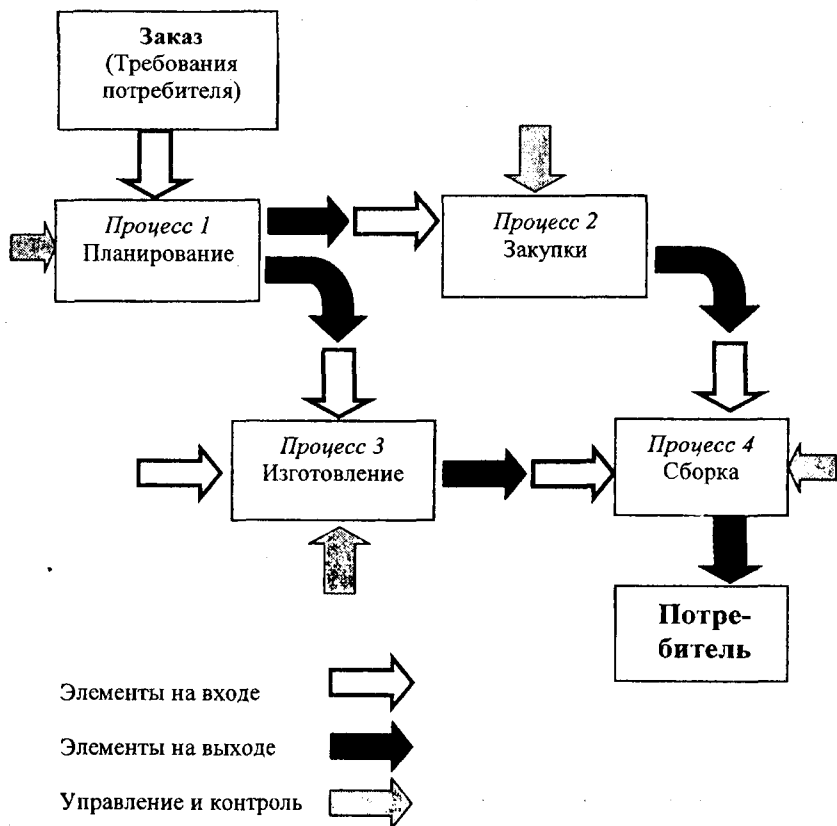 Заказ
(Требования
потребителя)
Процесс 1
Планирование
Процесс 2
Закупки
Процесс 3
Изготовление
Процесс 4
Сборка
Потре-
битель
Элементы на входе
Элементы на выходе
Управление и контроль